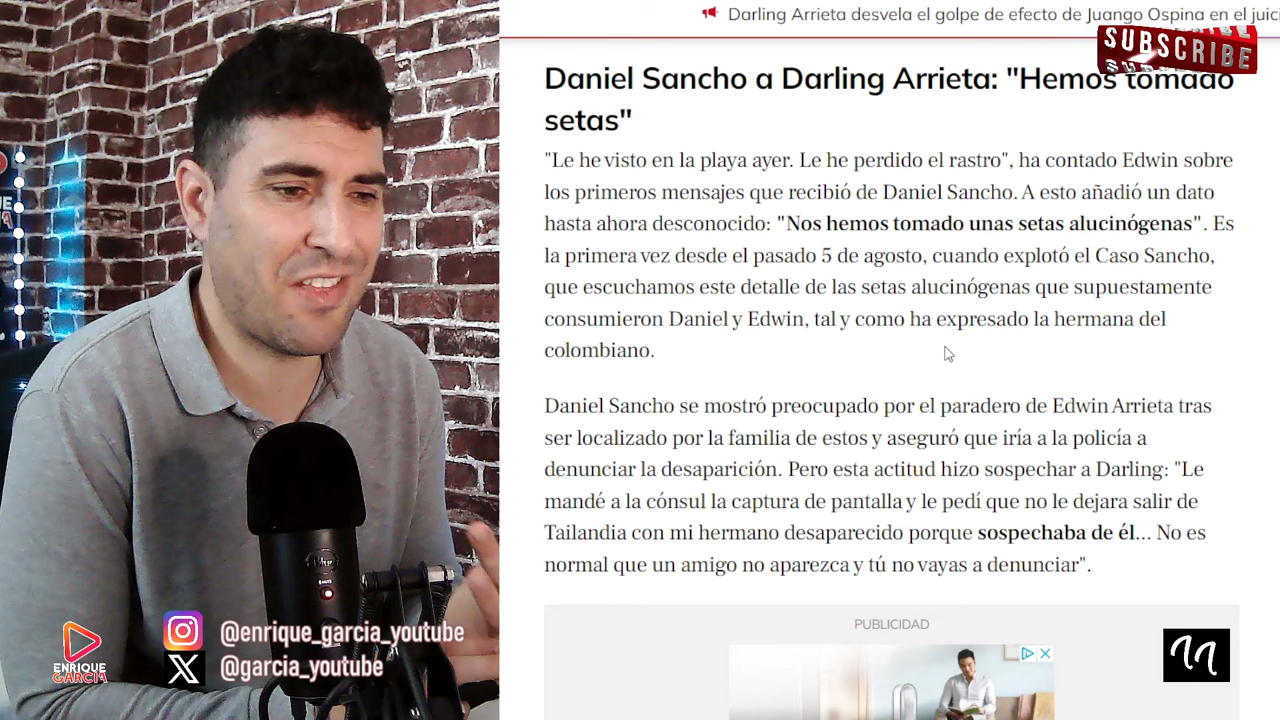 Darling Arrieta desvela el golpe de efecto de Juango Ospina en el juici
SUBSCRIBE
Daniel Sancho a Darling Arrieta: "Hemos tomado
setas"
"Le he visto en la playa ayer. Le he perdido el rastro", ha contado Edwin sobre
los primeros mensajes que recibió de Daniel Sancho. A esto añadió un dato
hasta ahora desconocido: "Nos hemos tomado unas setas alucinógenas". Es
la primera vez desde el pasado 5 de agosto, cuando explotó el Caso Sancho,
que escuchamos este detalle de las setas alucinógenas que supuestamente
consumieron Daniel y Edwin, tal y como ha expresado la hermana del
colombiano.
Daniel Sancho se mostró preocupado por el paradero de Edwin Arrieta tras
ser localizado por la familia de estos y aseguró que iría a la policía a
denunciar la desaparición. Pero esta actitud hizo sospechar a Darling: "Le
mandé a la cónsul la captura de pantalla y le pedí que no le dejara salir de
Tailandia con mi hermano desaparecido porque sospechaba de él... No es
normal que un amigo no aparezca y tú no vayas a denunciar".
PUBLICIDAD
@enrique_garcia_youtube
@garcia_youtube
ENRIQUE
GARCIA